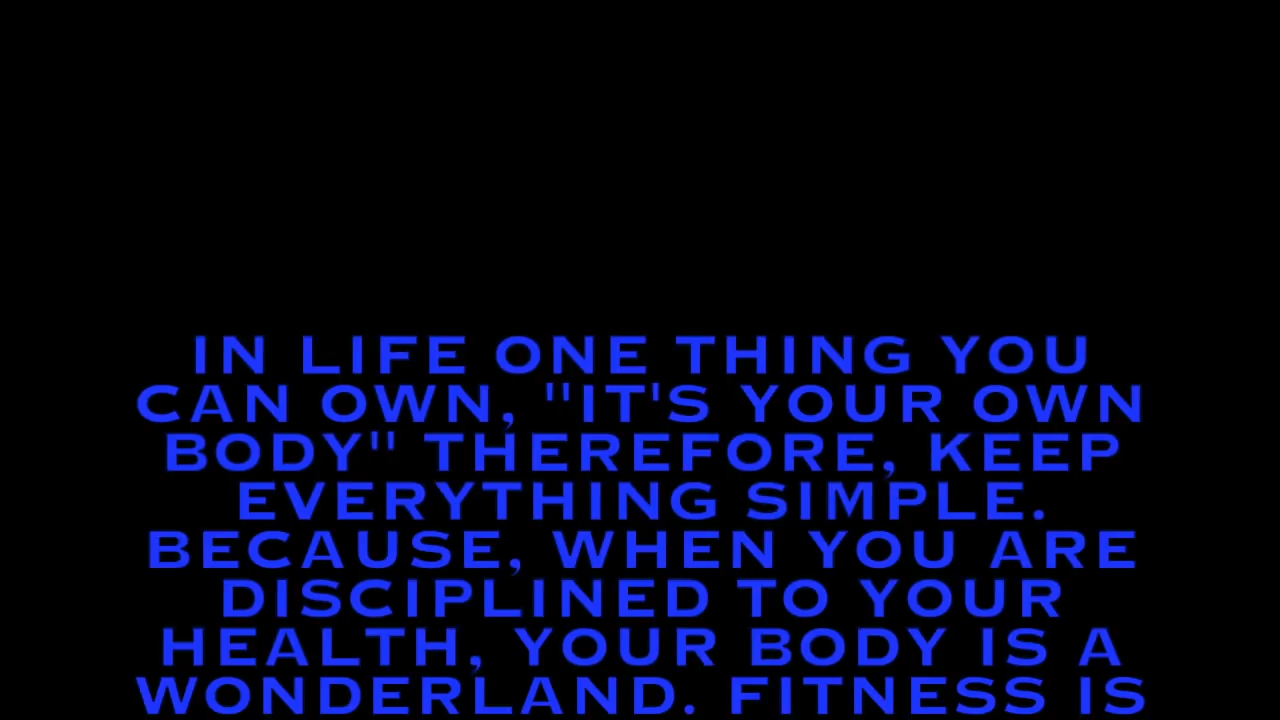 IN LIFE ONE THING YOU
CAN OWN, "IT'S YOUR OWN
BODY" THEREFORE, KEEP
EVERYTHING SIMPLE.
BECAUSE, WHEN YOU ARE
DISCIPLINED TO YOUR
HEALTH, YOUR BODY IS A
WONDERLAND. FITNESS IS